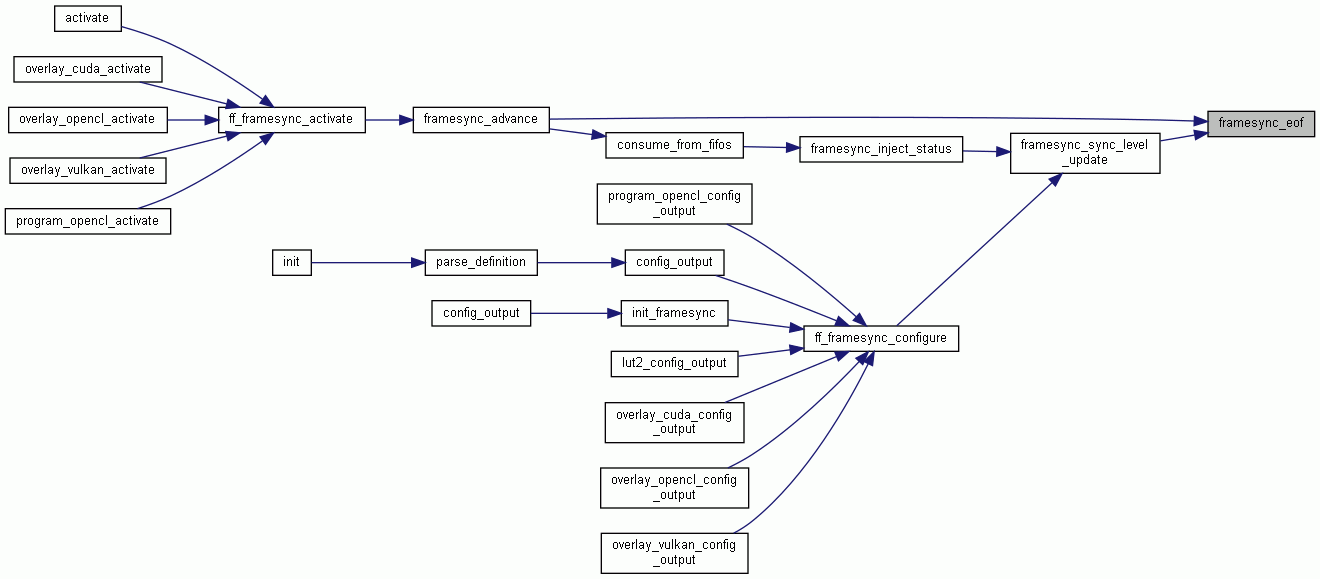 activate
overlay_cuda_activate
overlay_opencl_activate
ff_framesync_activate
framesync_advance
framesync_eof
consume_from_fifos
framesync_inject_status
framesync_sync_level
_update
overlay_vulkan_activate
program_opencl_activate
program_opencl_config
_output
init
parse_definition
config_output
config_output
init_framesync
ff_framesync_configure
lut2_config_output
overlay_cuda_config
_output
overlay_opencl_config
_output
overlay_vulkan_config
_output